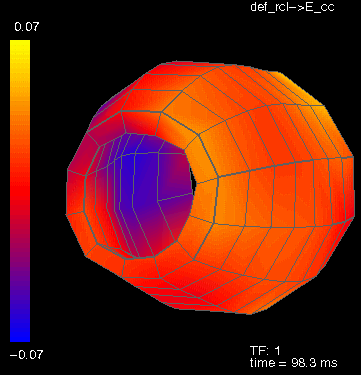 def_rcl->E_cc
0.07
-0.07
TF: 1
time = 98.3 ms